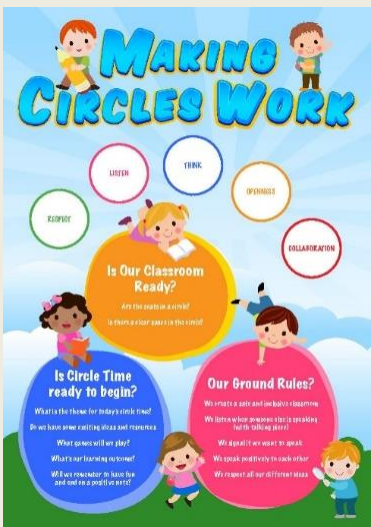 MAKING
CIRCLES WORK
RESPECT
LISTEN
THINK
OPENNESS
COLLABORATION
Is Our Classroom
Ready?
Are the seats in a circle?
Is there a clear space in the circle?
Is Circle Time
ready to begin?
What is the theme for today's circle time?
Do we have some exciting ideas and resources
What games will we play?
What's our learning outcome?
Will we remember to have fun
and end on a positive note?
Our Ground Rules?
We create a safe and inclusive classroom
We listen when someone else is speaking
(with talking piece)
We signal if we want to speak
We speak positively to each other
We respect all our different ideas